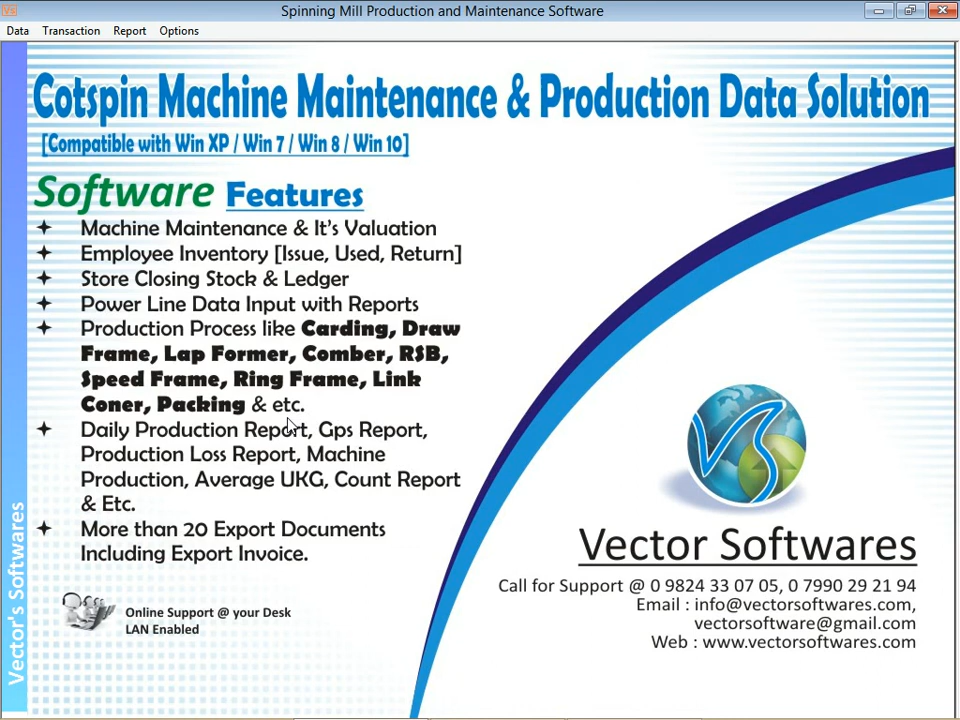 Vs
Spinning Mill Production and Maintenance Software
Data Transaction Report Options
Cotspin Machine Maintenance & Production Data Solution
[Compatible with Win XP / Win 7 / Win 8 / Win 10]
Software Features
Machine Maintenance & It's Valuation
Employee Inventory [Issue, Used, Return]
Store Closing Stock & Ledger
Power Line Data Input with Reports
Production Process like Carding, Draw
Frame, Lap Former, Comber, RSB,
Speed Frame, Ring Frame, Link
Coner, Packing & etc.
Daily Production Report, Gps Report,
Production Loss Report, Machine
Production, Average UKG, Count Report
& Etc.
More than 20 Export Documents
Including Export Invoice.
Online Support @ your Desk
LAN Enabled
Vector's Softwares
VS
Vector Softwares
Call for Support @ 0 9824 33 07 05, 0 7990 29 21 94
Email : info@vectorsoftwares.com,
vectorsoftware@gmail.com
Web : www.vectorsoftwares.com